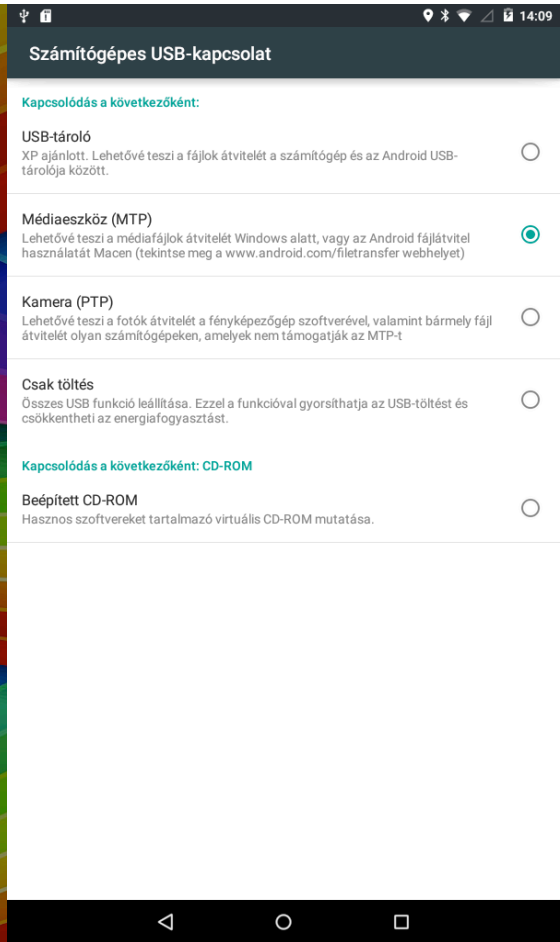 14:09
Számítógépes USB-kapcsolat
Kapcsolódás a következőként:
USB-tároló
XP ajánlott. Lehetővé teszi a fájlok átvitelét a számítógép és az Android USB-
tárolója között.
Médiaeszköz (MTP)
Lehetővé teszi a médiafájlok átvitelét Windows alatt, vagy az Android fájlátvitel
használatát Macen (tekintse meg a www.android.com/filetransfer webhelyet)
Kamera (PTP)
Lehetővé teszi a fotók átvitelét a fényképezőgép szoftverével, valamint bármely fájl
átvitelét olyan számítógépeken, amelyek nem támogatják az MTP-t
Csak töltés
Összes USB funkció leállítása. Ezzel a funkcióval gyorsíthatja az USB-töltést és
csökkentheti az energiafogyasztást.
Kapcsolódás a következőként: CD-ROM
Beépített CD-ROM
Hasznos szoftvereket tartalmazó virtuális CD-ROM mutatása.